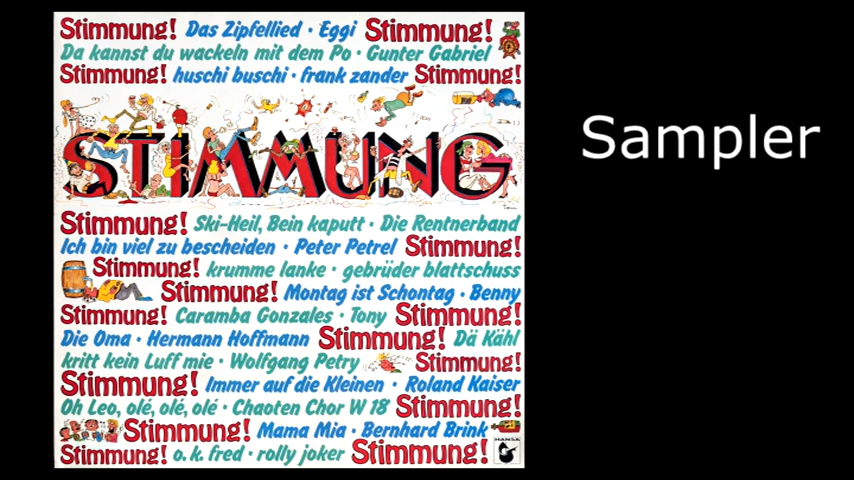 Stimmung! Das Zipfellied · Eggi Stimmung!
Da kannst du wackeln mit dem Po · Gunter Gabriel
Stimmung! huschi buschi · frank zander Stimmung!
STIMMUNG
Stimmung! Ski-Heil, Bein kaputt · Die Rentnerband
Ich bin viel zu bescheiden · Peter Petrel Stimmung!
Stimmung! krumme lanke · gebrüder blattschuss
Stimmung! Montag ist Schontag · Benny
Stimmung! Caramba Gonzales · Tony Stimmung!
Die Oma · Hermann Hoffmann Stimmung! Dä Kähl
kritt kein Luff mie · Wolfgang Petry Stimmung!
Stimmung! Immer auf die Kleinen · Roland Kaiser
Oh Leo, olé, olé, olé · Chaoten Chor W 18 Stimmung!
Stimmung! Mama Mia · Bernhard Brink
Stimmung! o.k. fred · rolly joker Stimmung!
HANSA
Sampler